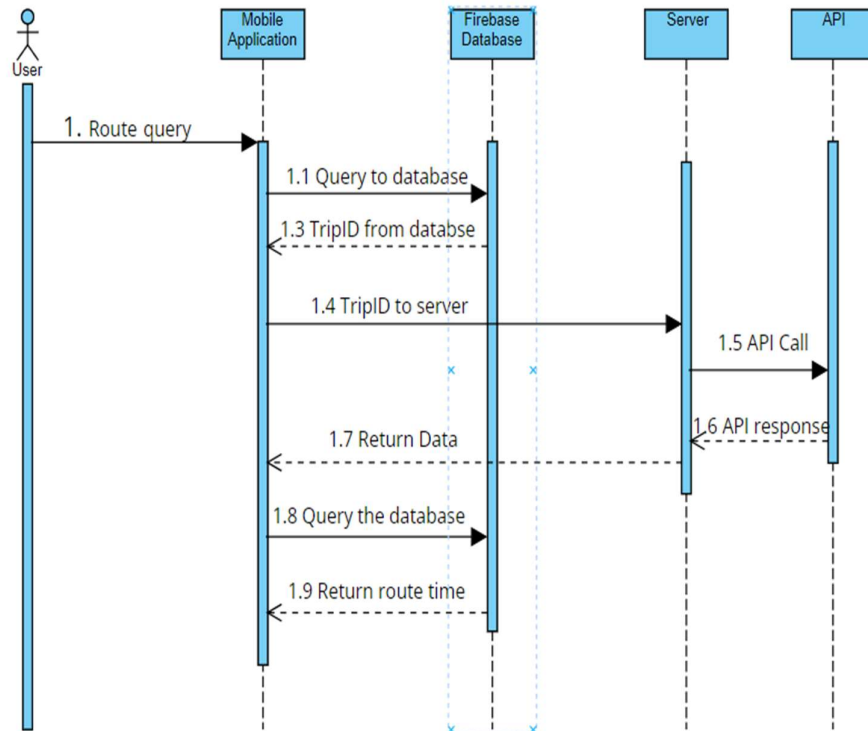 User
Mobile
Application
Firebase
Database
Server
API
1. Route query
1.1 Query to database
1.3 TripID from databse
1.4 TripID to server
1.5 API Call
1.6 API response
1.7 Return Data
1.8 Query the database
1.9 Return route time